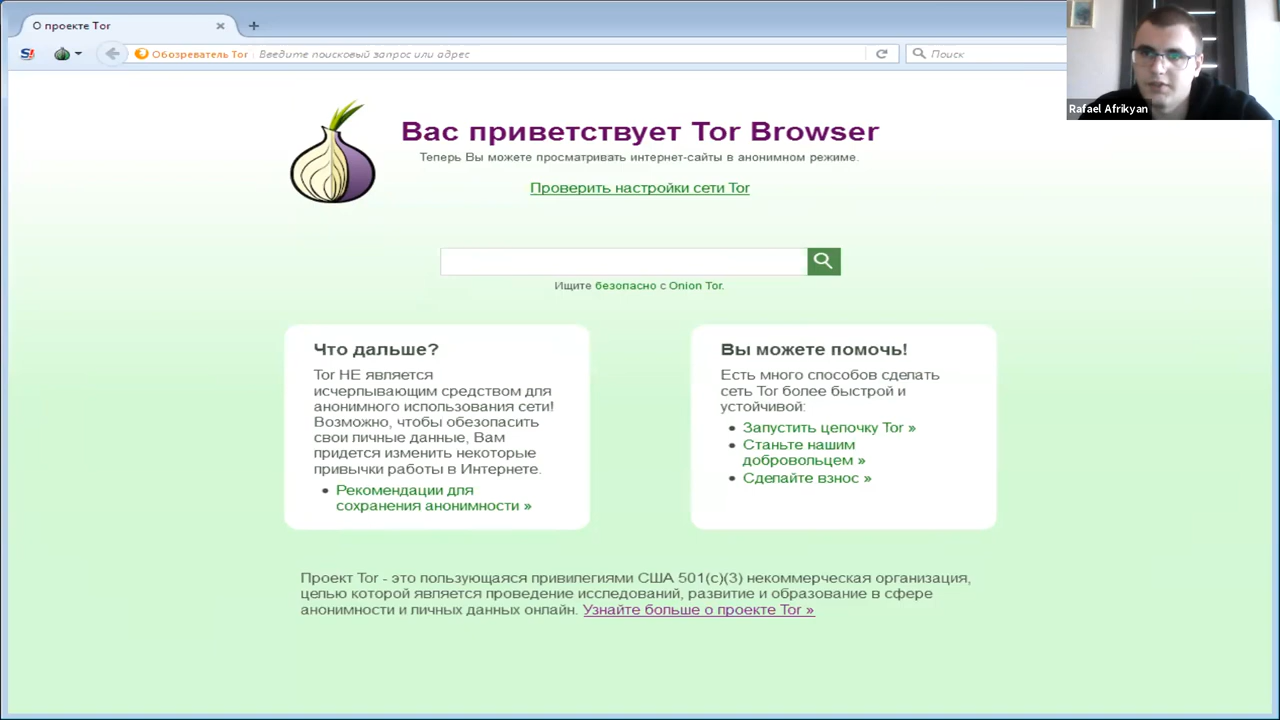 О проекте Tor
Обозреватель Tor
Введите поисковый запрос или адрес
Поиск
Rafael Afrikyan
Вас приветствует Tor Browser
Теперь Вы можете просматривать интернет-сайты в анонимном режиме.
Проверить настройки сети Tor
Ищите безопасно с Onion Tor.
Что дальше?
Tor НЕ является
исчерпывающим средством для
анонимного использования сети!
Возможно, чтобы обезопасить
свои личные данные, Вам
придется изменить некоторые
привычки работы в Интернете.
Рекомендации для
сохранения анонимности »
Вы можете помочь!
Есть много способов сделать
сеть Tor более быстрой и
устойчивой:
Запустить цепочку Tor »
Станьте нашим
добровольцем »
Сделайте взнос »
Проект Tor - это пользующаяся привилегиями США 501(c)(3) некоммерческая организация,
целью которой является проведение исследований, развитие и образование в сфере
анонимности и личных данных онлайн. Узнайте больше о проекте Tor »